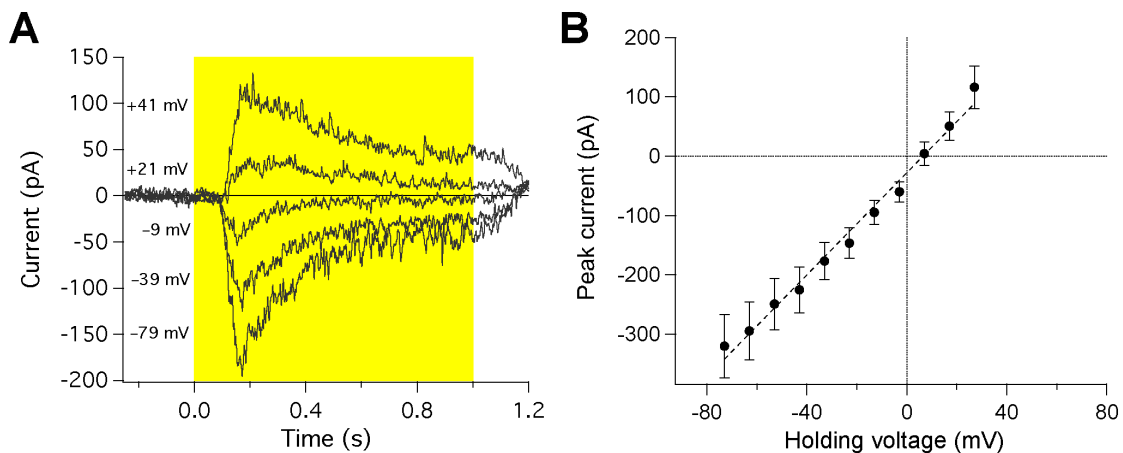 A
150
100
50
0
-50
-100
-150
-200
Current (pA)
+41 mV
+21 mV
-9 mV
-39 mV
-79 mV
0.0 0.4 0.8 1.2
Time (s)
B
200
100
0
-100
-200
-300
Peak current (pA)
-80 -40 0 40 80
Holding voltage (mV)